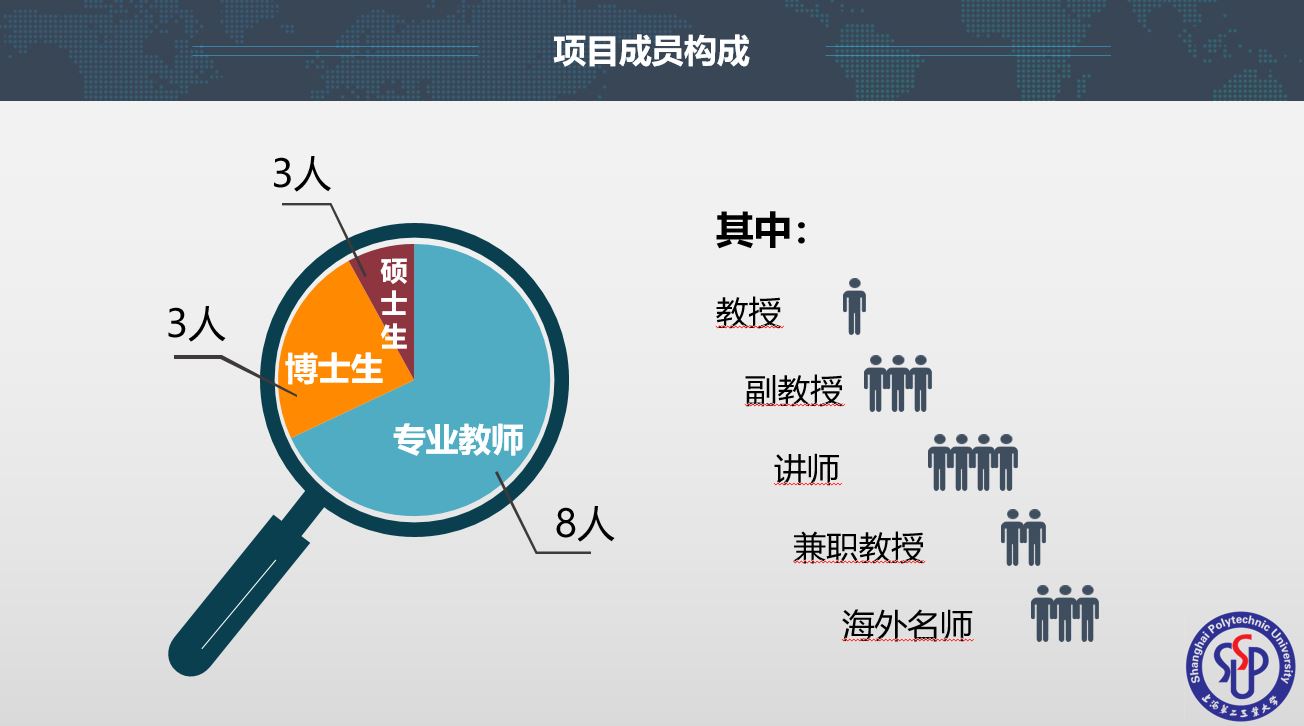 项目成员构成
3人
硕士生
3人
博士生
专业教师
8人
其中：
教授
副教授
讲师
兼职教授
海外名师
Shanghai Polytechnic University
上海第二工业大学